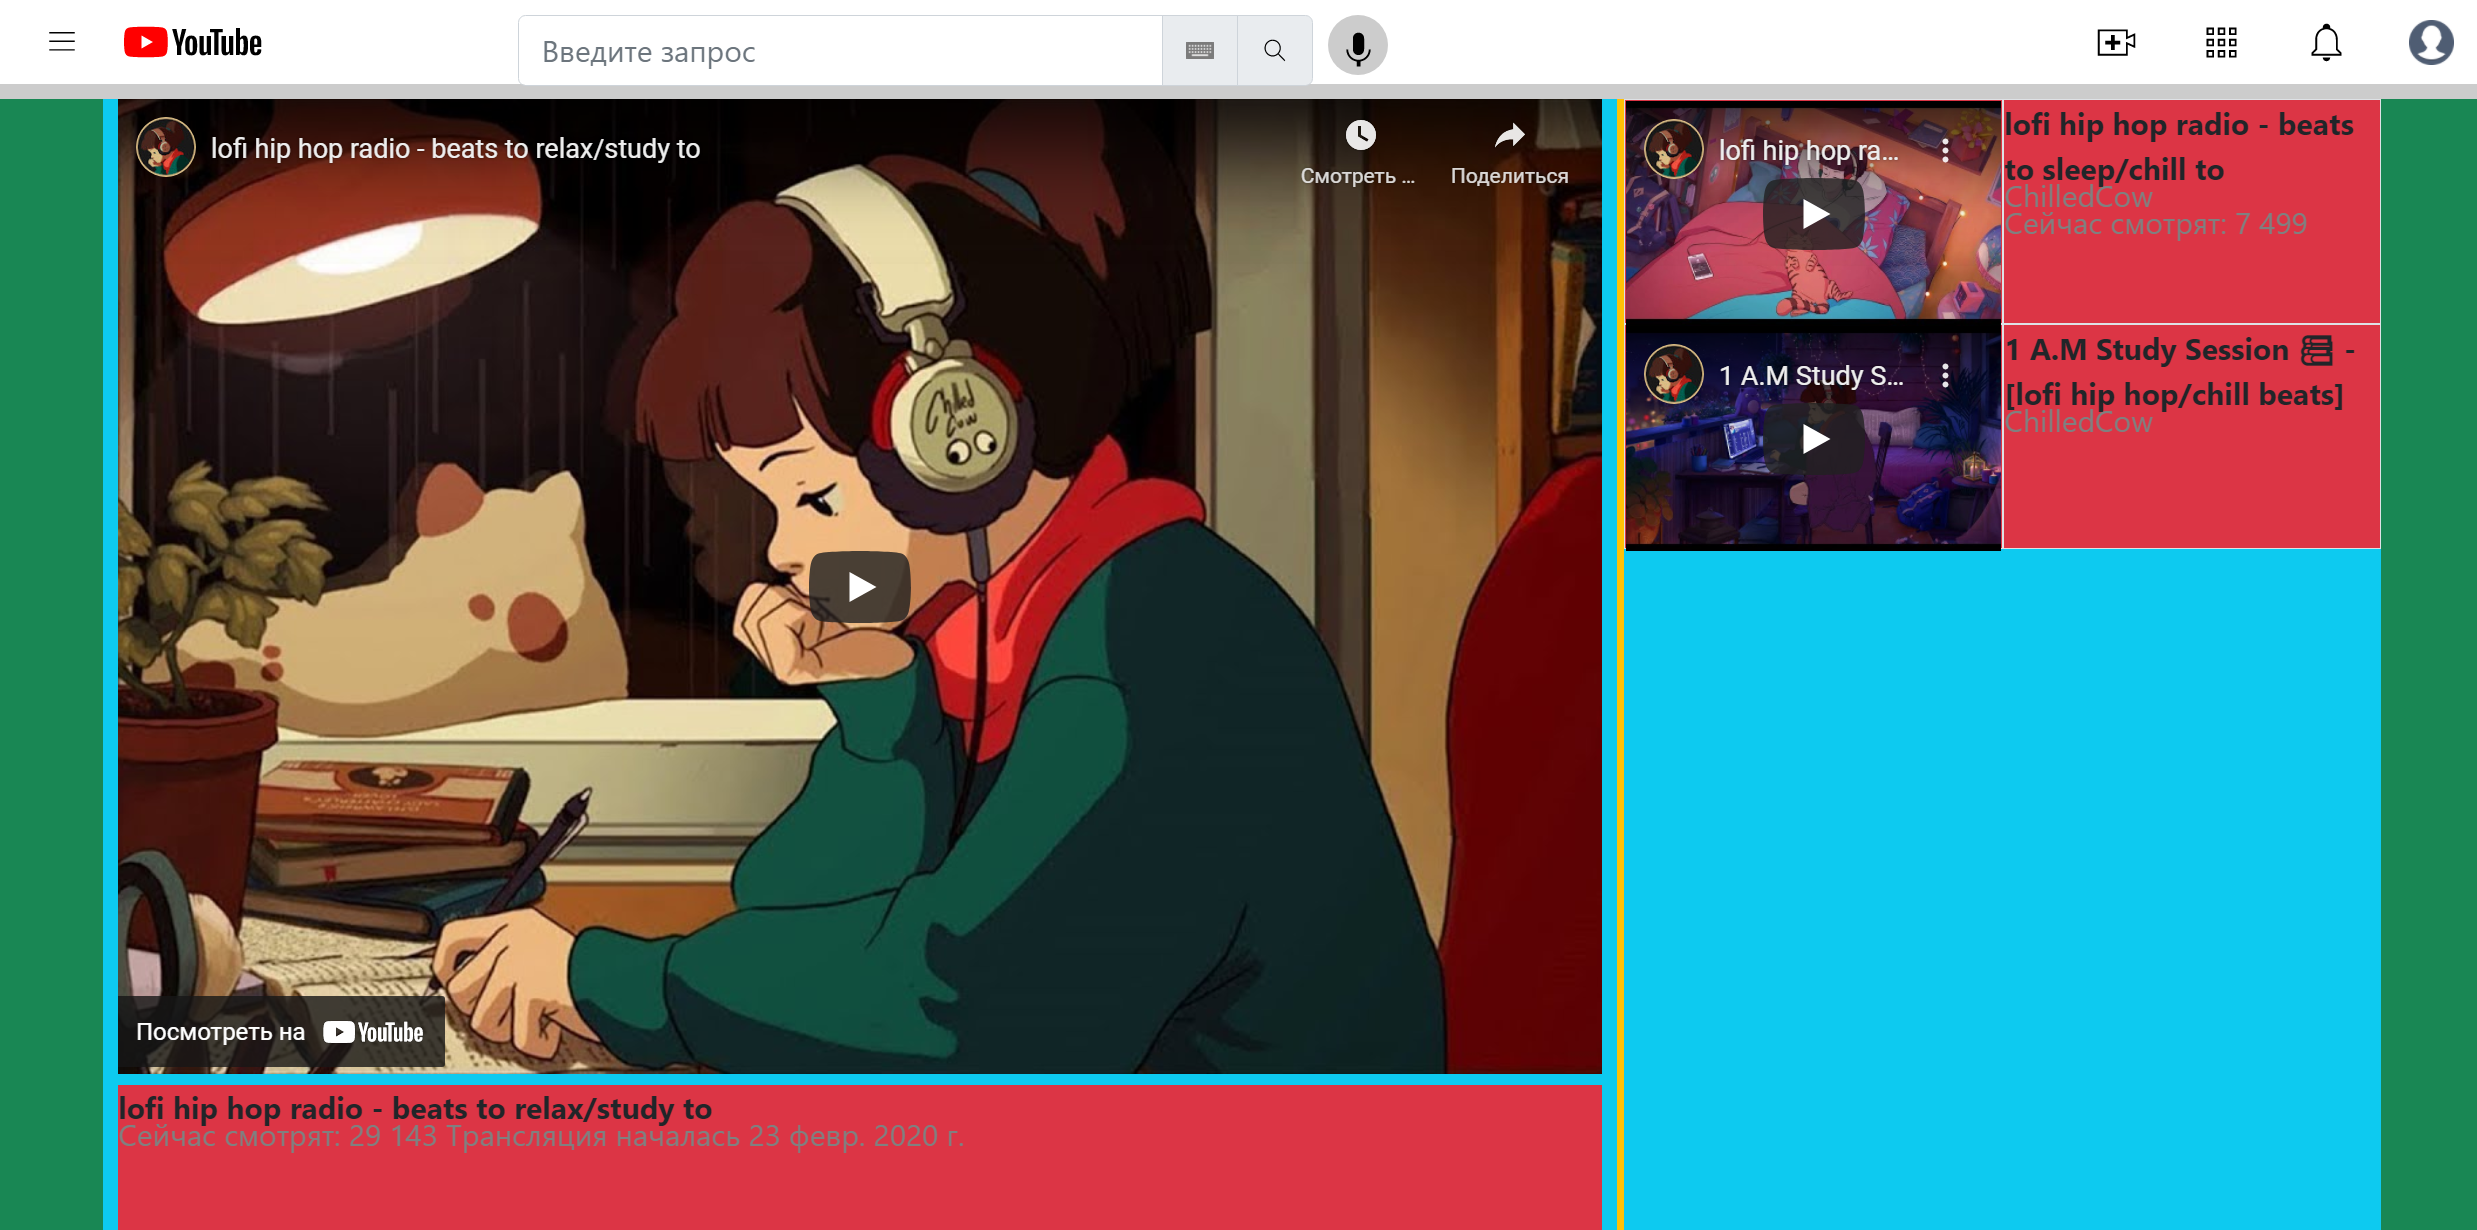 YouTube
Введите запрос
lofi hip hop radio - beats to relax/study to
Смотреть ...
Поделиться
Chilled
Cow
Посмотреть на YouTube
lofi hip hop radio - beats to relax/study to
Сейчас смотрят: 29 143 Трансляция началась 23 февр. 2020 г.
lofi hip hop ra...
lofi hip hop radio - beats
to sleep/chill to
ChilledCow
Сейчас смотрят: 7 499
1 A.M Study S...
1 A.M Study Session 📚 -
[lofi hip hop/chill beats]
ChilledCow